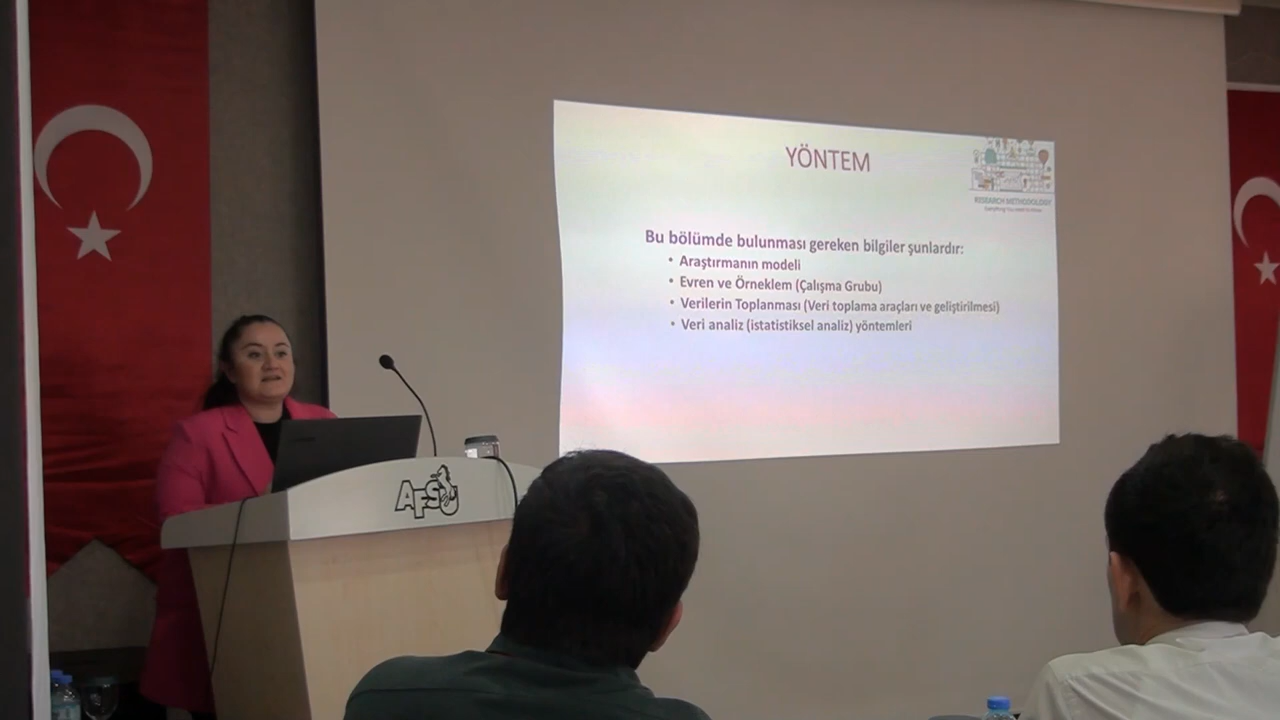 YÖNTEM
RESEARCH METHODOLOGY
Bu bölümde bulunması gereken bilgiler şunlardır:
• Araştırmanın modeli
• Evren ve Örneklem (Çalışma Grubu)
• Verilerin Toplanması (Veri toplama araçları ve geliştirilmesi)
• Veri analiz (istatistiksel analiz) yöntemleri
AFSU